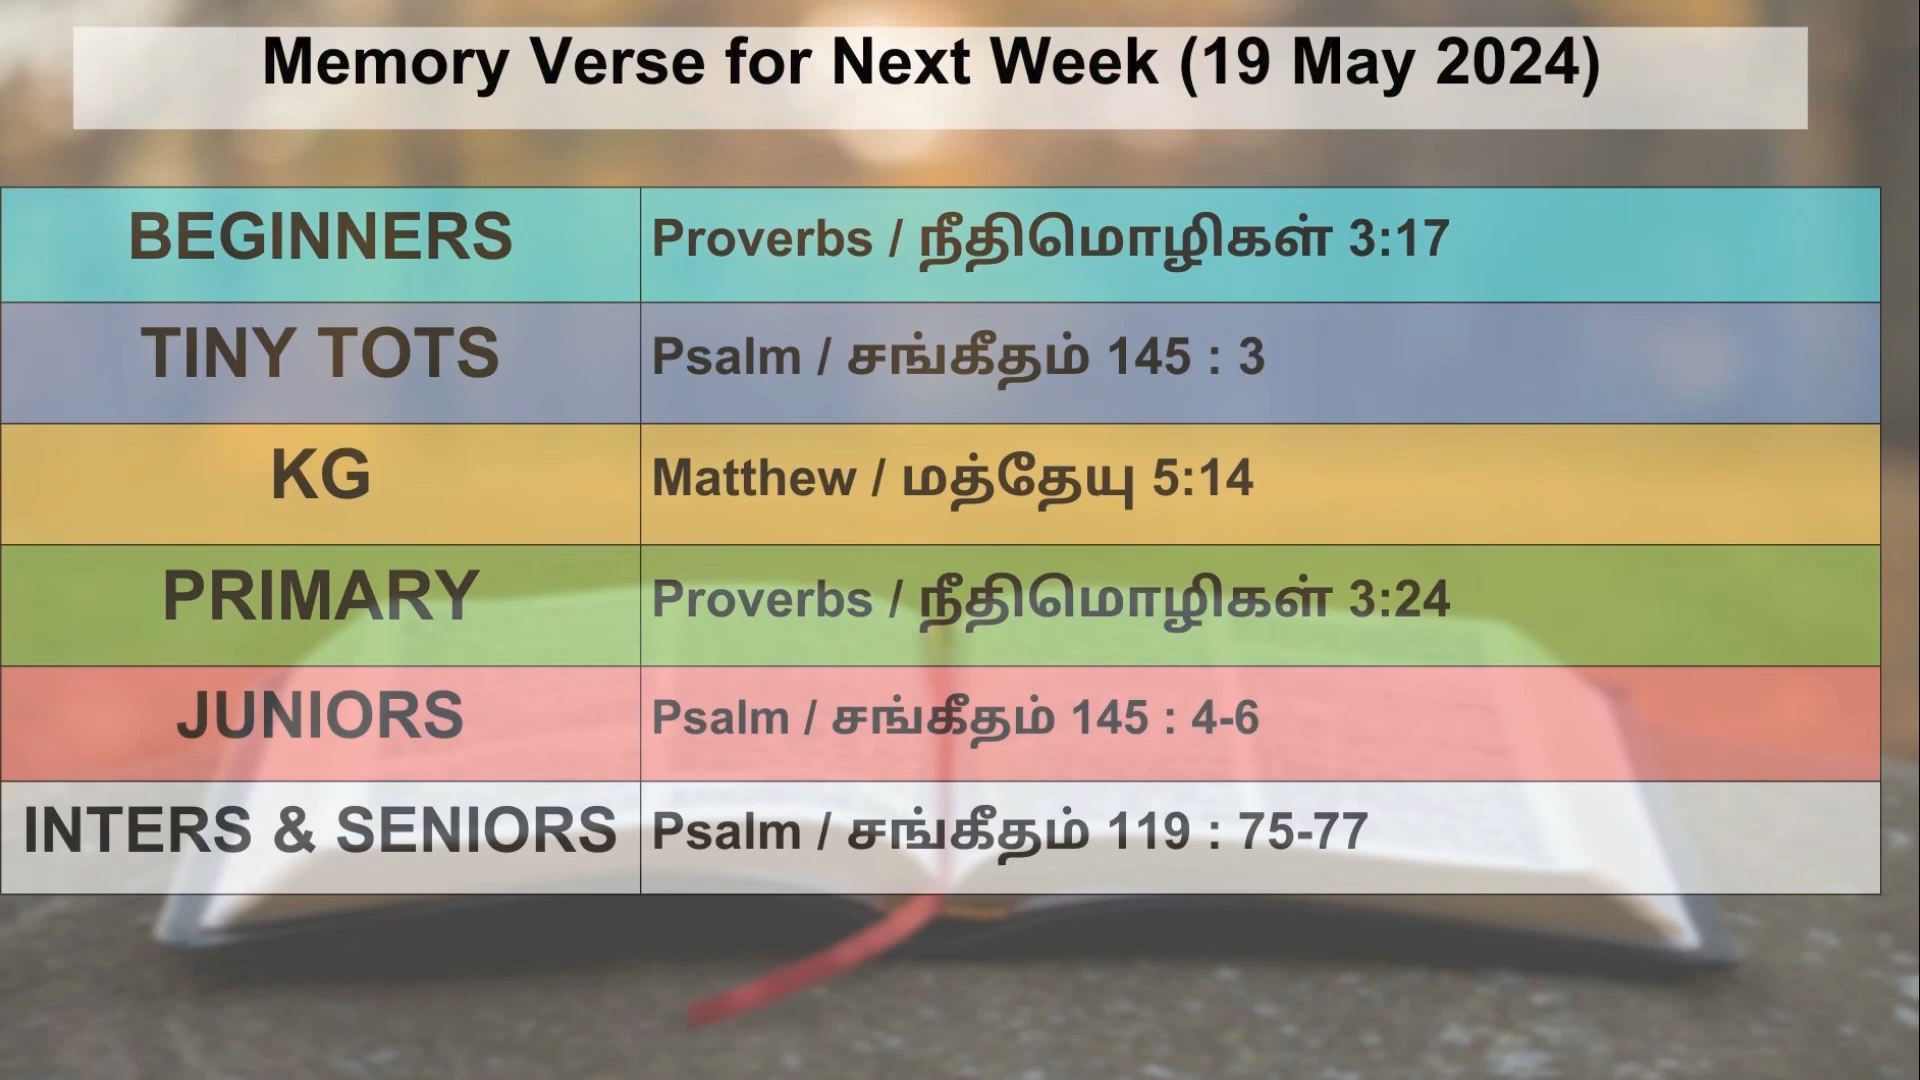 Memory Verse for Next Week (19 May 2024)
BEGINNERS Proverbs / நீதிமொழிகள் 3:17
TINY TOTS Psalm / சங்கீதம் 145 : 3
KG Matthew / மத்தேயு 5:14
PRIMARY Proverbs / நீதிமொழிகள் 3:24
JUNIORS Psalm / சங்கீதம் 145 : 4-6
INTERS & SENIORS Psalm / சங்கீதம் 119 : 75-77